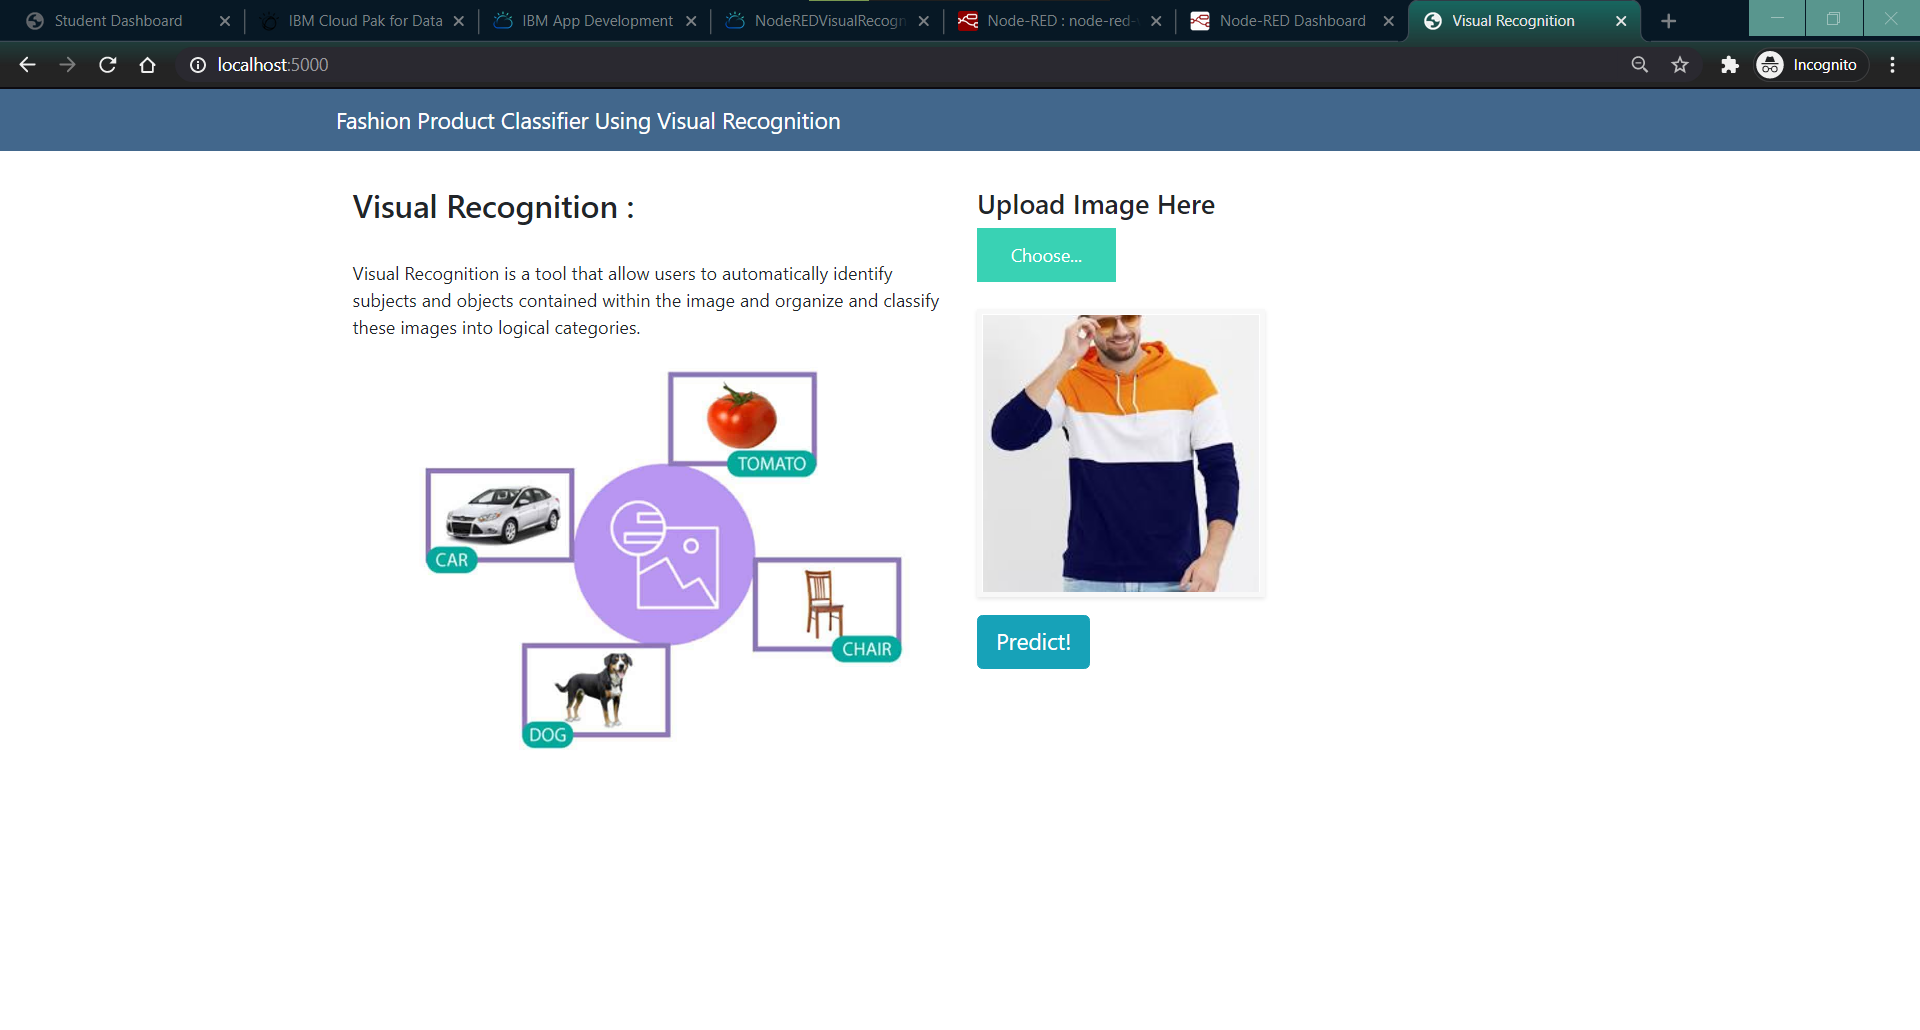 Student Dashboard
IBM Cloud Pak for Data
IBM App Development
NodeREDVisualRecogn
Node-RED : node-red-
Node-RED Dashboard
Visual Recognition
localhost:5000
Incognito
Fashion Product Classifier Using Visual Recognition
Visual Recognition :
Visual Recognition is a tool that allow users to automatically identify
subjects and objects contained within the image and organize and classify
these images into logical categories.
TOMATO
CAR
CHAIR
DOG
Upload Image Here
Choose...
Predict!